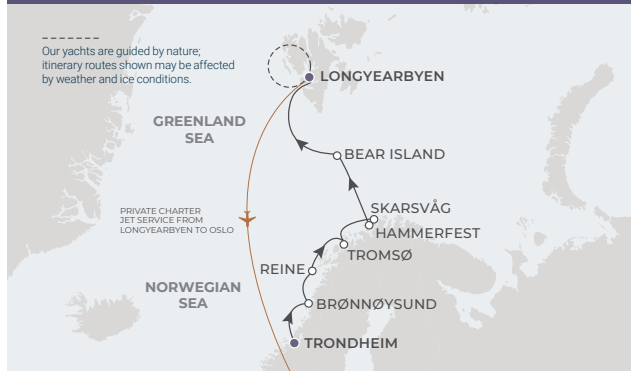 Our yachts are guided by nature;
itinerary routes shown may be affected
by weather and ice conditions.
LONGYEARBYEN
GREENLAND
SEA
BEAR ISLAND
PRIVATE CHARTER
JET SERVICE FROM
LONGYEARBYEN TO OSLO
SKARSVÅG
HAMMERFEST
TROMSØ
REINE
NORWEGIAN
SEA
BRØNNØYSUND
TRONDHEIM